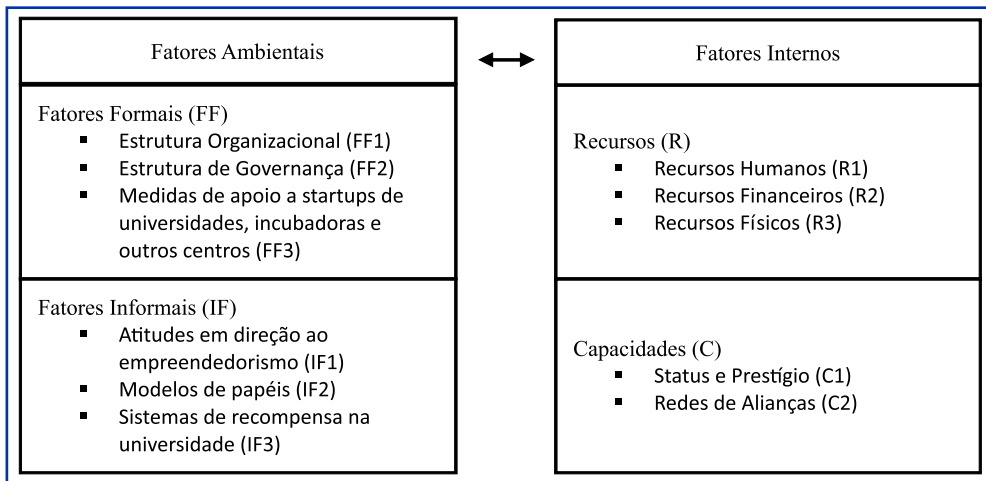 Fatores Ambientais
Fatores Formais (FF)
▪ Estrutura Organizacional (FF1)
▪ Estrutura de Governança (FF2)
▪ Medidas de apoio a startups de
universidades, incubadoras e
outros centros (FF3)
Fatores Informais (IF)
▪ Atitudes em direção ao
empreendedorismo (IF1)
▪ Modelos de papéis (IF2)
▪ Sistemas de recompensa na
universidade (IF3)
Fatores Internos
Recursos (R)
▪ Recursos Humanos (R1)
▪ Recursos Financeiros (R2)
▪ Recursos Físicos (R3)
Capacidades (C)
▪ Status e Prestígio (C1)
▪ Redes de Alianças (C2)